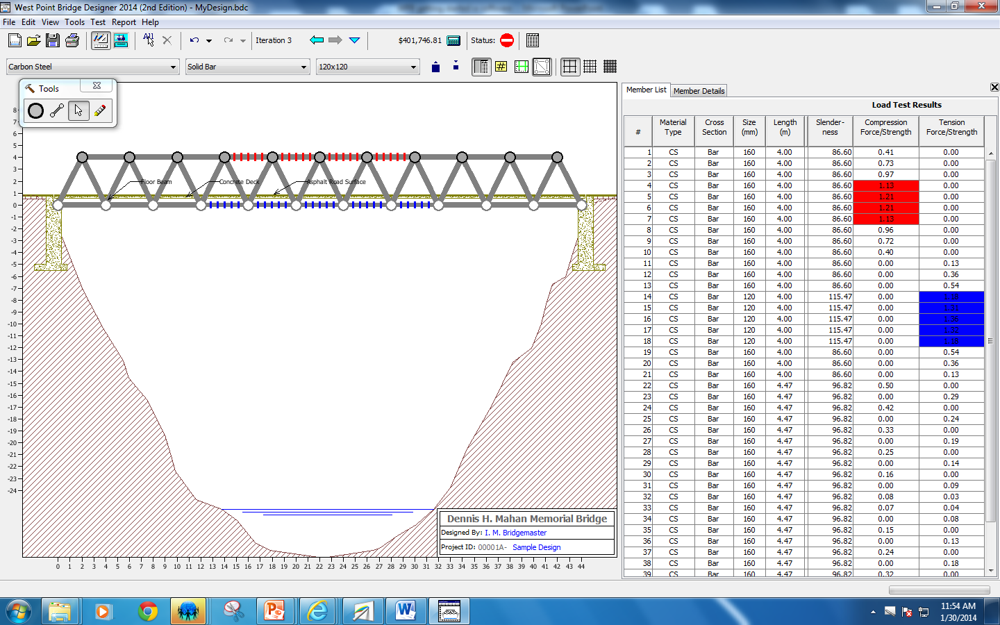 West Point Bridge Designer 2014 (2nd Edition) - MyDesign.bdc
File Edit View Tools Test Report Help
Iteration 3 $401,746.81 Status:
Carbon Steel Solid Bar 120x120
Tools
Member List Member Details
Load Test Results
# Material Type Cross Section Size (mm) Length (m) Slender-ness Compression Force/Strength Tension Force/Strength
1 CS Bar 160 4.00 86.60 0.41 0.00
2 CS Bar 160 4.00 86.60 0.73 0.00
3 CS Bar 160 4.00 86.60 0.97 0.00
4 CS Bar 160 4.00 86.60 1.13 0.00
5 CS Bar 160 4.00 86.60 1.21 0.00
6 CS Bar 160 4.00 86.60 1.21 0.00
7 CS Bar 160 4.00 86.60 1.13 0.00
8 CS Bar 160 4.00 86.60 0.96 0.00
9 CS Bar 160 4.00 86.60 0.72 0.00
10 CS Bar 160 4.00 86.60 0.40 0.00
11 CS Bar 160 4.00 86.60 0.00 0.13
12 CS Bar 160 4.00 86.60 0.00 0.36
13 CS Bar 160 4.00 86.60 0.00 0.54
14 CS Bar 120 4.00 115.47 0.00
15 CS Bar 120 4.00 115.47 0.00
16 CS Bar 120 4.00 115.47 0.00
17 CS Bar 120 4.00 115.47 0.00
18 CS Bar 120 4.00 115.47 0.00
19 CS Bar 160 4.00 86.60 0.00 0.54
20 CS Bar 160 4.00 86.60 0.00 0.36
21 CS Bar 160 4.00 86.60 0.00 0.13
22 CS Bar 160 4.47 96.82 0.50 0.00
23 CS Bar 160 4.47 96.82 0.00 0.29
24 CS Bar 160 4.47 96.82 0.42 0.00
25 CS Bar 160 4.47 96.82 0.00 0.24
26 CS Bar 160 4.47 96.82 0.33 0.00
27 CS Bar 160 4.47 96.82 0.00 0.19
28 CS Bar 160 4.47 96.82 0.25 0.00
29 CS Bar 160 4.47 96.82 0.00 0.14
30 CS Bar 160 4.47 96.82 0.16 0.00
31 CS Bar 160 4.47 96.82 0.00 0.09
32 CS Bar 160 4.47 96.82 0.08 0.03
33 CS Bar 160 4.47 96.82 0.07 0.04
34 CS Bar 160 4.47 96.82 0.00 0.08
35 CS Bar 160 4.47 96.82 0.15 0.00
36 CS Bar 160 4.47 96.82 0.00 0.13
37 CS Bar 160 4.47 96.82 0.24 0.00
38 CS Bar 160 4.47 96.82 0.00 0.18
39 CS Bar 160 4.47 96.82 0.32 0.00
8
7
6
5
4
3
2
1
0
-1
-2
-3
-4
-5
-6
-7
-8
-9
-10
-11
-12
-13
-14
-15
-16
-17
-18
-19
-20
-21
-22
-23
-24
Floor Beam Concrete Deck Asphalt Road Surface
Dennis H. Mahan Memorial Bridge
Designed By: I. M. Bridgemaster
Project ID: 00001A- Sample Design
0 1 2 3 4 5 6 7 8 9 10 11 12 13 14 15 16 17 18 19 20 21 22 23 24 25 26 27 28 29 30 31 32 33 34 35 36 37 38 39 40 41 42 43 44
11:54 AM
1/30/2014